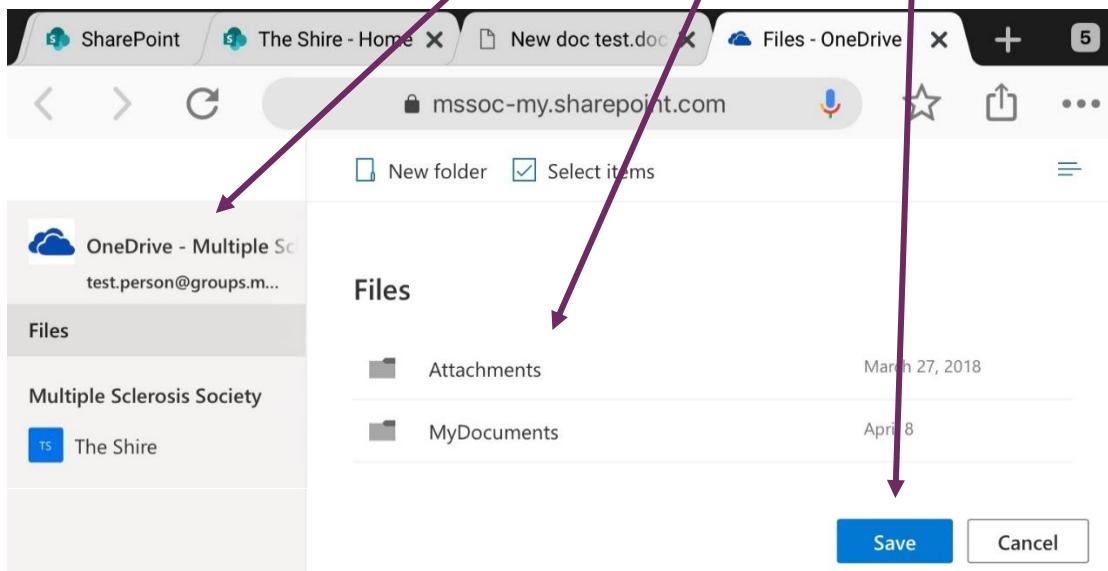 SharePoint The Shire - Home New doc test.doc Files - OneDrive 5
mssoc-my.sharepoint.com
New folder Select items
OneDrive - Multiple Sc
test.person@groups.m...
Files
Multiple Sclerosis Society
TS The Shire
Files
Attachments March 27, 2018
MyDocuments April 8
Save Cancel